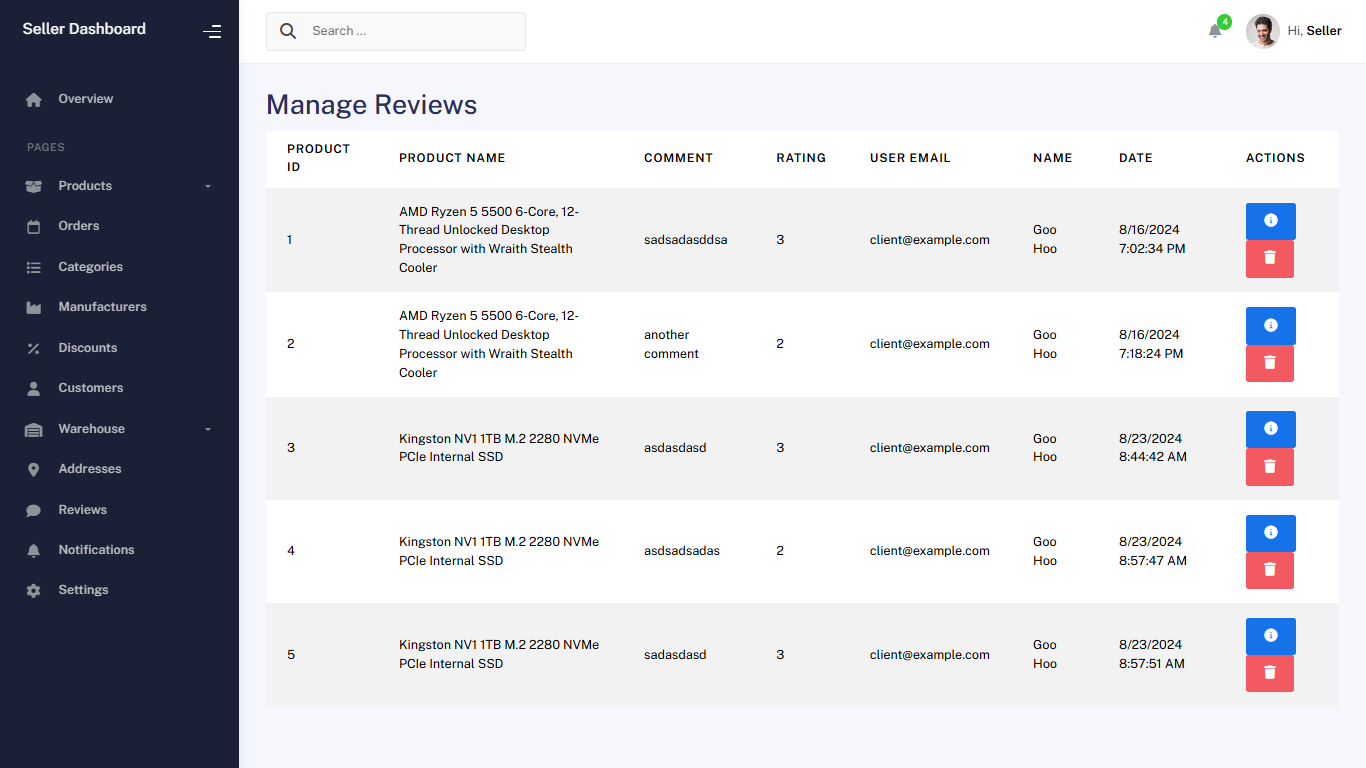 Seller Dashboard
Search ...
4
Hi, Seller
Overview
PAGES
Products
Orders
Categories
Manufacturers
Discounts
Customers
Warehouse
Addresses
Reviews
Notifications
Settings
Manage Reviews
PRODUCT
ID
PRODUCT NAME
COMMENT
RATING
USER EMAIL
NAME
DATE
ACTIONS
1
AMD Ryzen 5 5500 6-Core, 12-
Thread Unlocked Desktop
Processor with Wraith Stealth
Cooler
sadsadasddsa
3
client@example.com
Goo
Hoo
8/16/2024
7:02:34 PM
2
AMD Ryzen 5 5500 6-Core, 12-
Thread Unlocked Desktop
Processor with Wraith Stealth
Cooler
another
comment
2
client@example.com
Goo
Hoo
8/16/2024
7:18:24 PM
3
Kingston NV1 1TB M.2 2280 NVMe
PCIe Internal SSD
asdasdasd
3
client@example.com
Goo
Hoo
8/23/2024
8:44:42 AM
4
Kingston NV1 1TB M.2 2280 NVMe
PCIe Internal SSD
asdsadsadas
2
client@example.com
Goo
Hoo
8/23/2024
8:57:47 AM
5
Kingston NV1 1TB M.2 2280 NVMe
PCIe Internal SSD
sadasdasd
3
client@example.com
Goo
Hoo
8/23/2024
8:57:51 AM